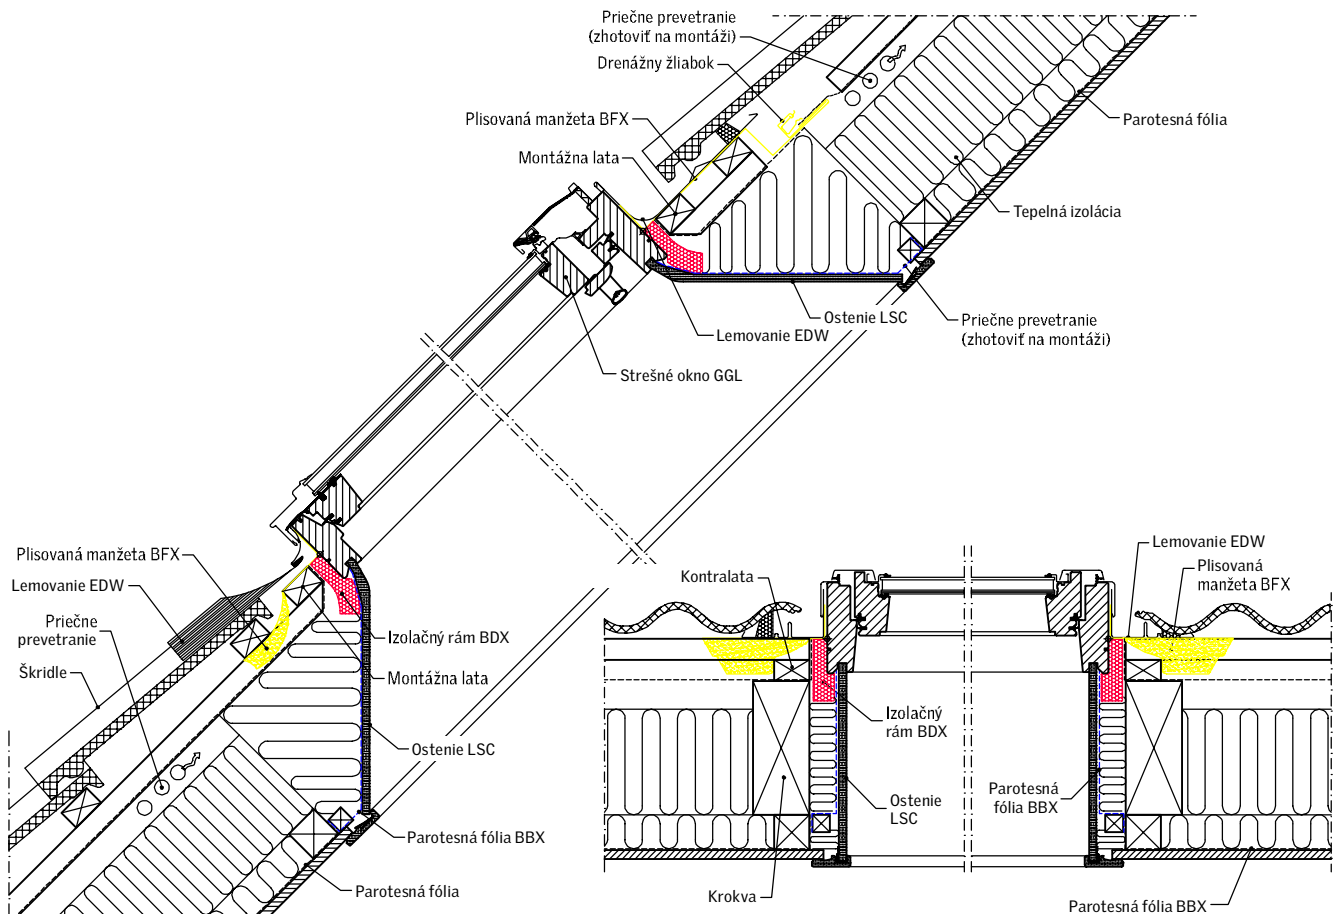 Priečne prevetranie
(zhotoviť na montáži)
Drenážny žliabok
Plisovaná manžeta BFX
Montážna lata
Parotesná fólia
Tepelná izolácia
Ostenie LSC
Lemovanie EDW
Priečne prevetranie
(zhotoviť na montáži)
Strešné okno GGL
Plisovaná manžeta BFX
Lemovanie EDW
Priečne
prevetranie
Škridle
Izolačný rám BDX
Montážna lata
Ostenie LSC
Parotesná fólia BBX
Parotesná fólia
Kontralata
Lemovanie EDW
Plisovaná
manžeta BFX
Izolačný
rám BDX
Ostenie
LSC
Parotesná
fólia BBX
Krokva
Parotesná fólia BBX